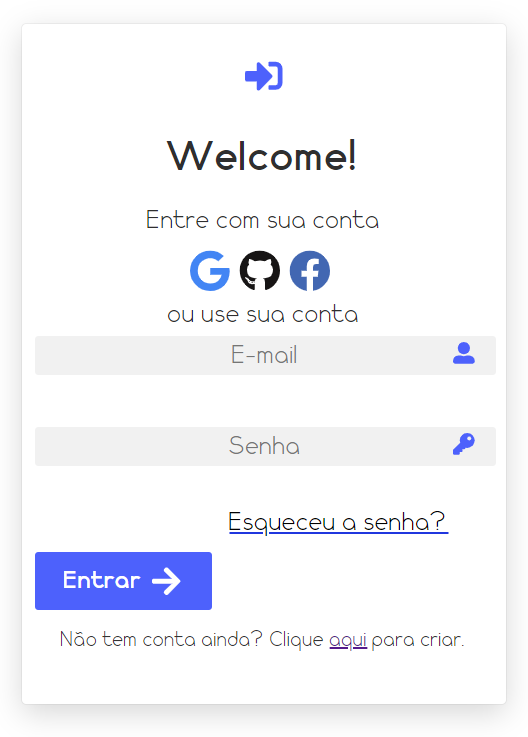 Welcome!
Entre com sua conta
ou use sua conta
E-mail
Senha
Esqueceu a senha?
Entrar
Não tem conta ainda? Clique aqui para criar.